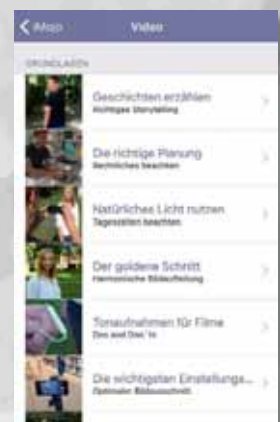 iMojo
Video
GRUNDLAGEN
Geschichten erzählen
Richtiges Storytelling
Die richtige Planung
Rechtliches beachten
Natürliches Licht nutzen
Tageszeiten beachten
Der goldene Schnitt
Harmonische Bildaufteilung
Tonaufnahmen für Filme
Dos and Don'ts
Die wichtigsten Einstellungs...
Optimaler Bildausschnitt